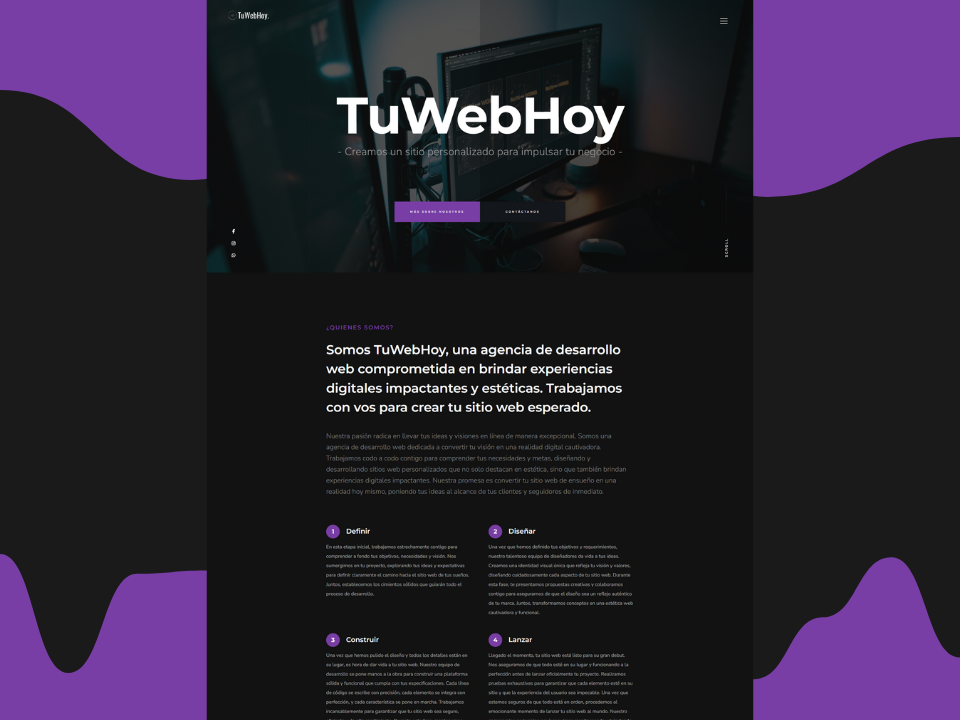 TuWebHoy.
TuWebHoy
- Creamos un sitio personalizado para impulsar tu negocio -
MÁS SOBRE NOSOTROS
CONTÁCTANOS
SCROLL
¿QUIENES SOMOS?
Somos TuWebHoy, una agencia de desarrollo
web comprometida en brindar experiencias
digitales impactantes y estéticas. Trabajamos
con vos para crear tu sitio web esperado.
Nuestra pasión radica en llevar tus ideas y visiones en línea de manera excepcional. Somos una
agencia de desarrollo web dedicada a convertir tu visión en una realidad digital cautivadora.
Trabajamos codo a codo contigo para comprender tus necesidades y metas, diseñando y
desarrollando sitios web personalizados que no solo destacan en estética, sino que también brindan
experiencias digitales impactantes. Nuestra promesa es convertir tu sitio web de ensueño en una
realidad hoy mismo, poniendo tus ideas al alcance de tus clientes y seguidores de inmediato.
1 Definir
En esta etapa inicial, trabajamos estrechamente contigo para
comprender a fondo tus objetivos, necesidades y visión. Nos
sumergimos en tu proyecto, explorando tus ideas y expectativas
para definir claramente el camino hacia el sitio web de tus sueños.
Juntos, establecemos los cimientos sólidos que guiarán todo el
proceso de desarrollo.
2 Diseñar
Una vez que hemos definido tus objetivos y requerimientos,
nuestro talentoso equipo de diseñadores da vida a tus ideas.
Creamos una identidad visual única que refleja tu visión y valores,
diseñando cuidadosamente cada aspecto de tu sitio web. Durante
esta fase, te presentamos propuestas creativas y colaboramos
contigo para asegurarnos de que el diseño sea un reflejo auténtico
de tu marca. Juntos, transformamos conceptos en una estética web
cautivadora y funcional.
3 Construir
Una vez que hemos pulido el diseño y todos los detalles están en
su lugar, es hora de dar vida a tu sitio web. Nuestro equipo de
desarrollo se pone manos a la obra para construir una plataforma
sólida y funcional que cumpla con tus especificaciones. Cada línea
de código se escribe con precisión, cada elemento se integra con
perfección, y cada característica se pone en marcha. Trabajamos
incansablemente para garantizar que tu sitio web sea seguro,
4 Lanzar
Llegado el momento, tu sitio web está listo para su gran debut.
Nos aseguramos de que todo esté en su lugar y funcionando a la
perfección antes de lanzar oficialmente tu proyecto. Realizamos
pruebas exhaustivas para garantizar que cada elemento esté en su
sitio y que la experiencia del usuario sea impecable. Una vez que
estamos seguros de que todo está en orden, procedemos al
emocionante momento de lanzar tu sitio web al mundo. Nuestro